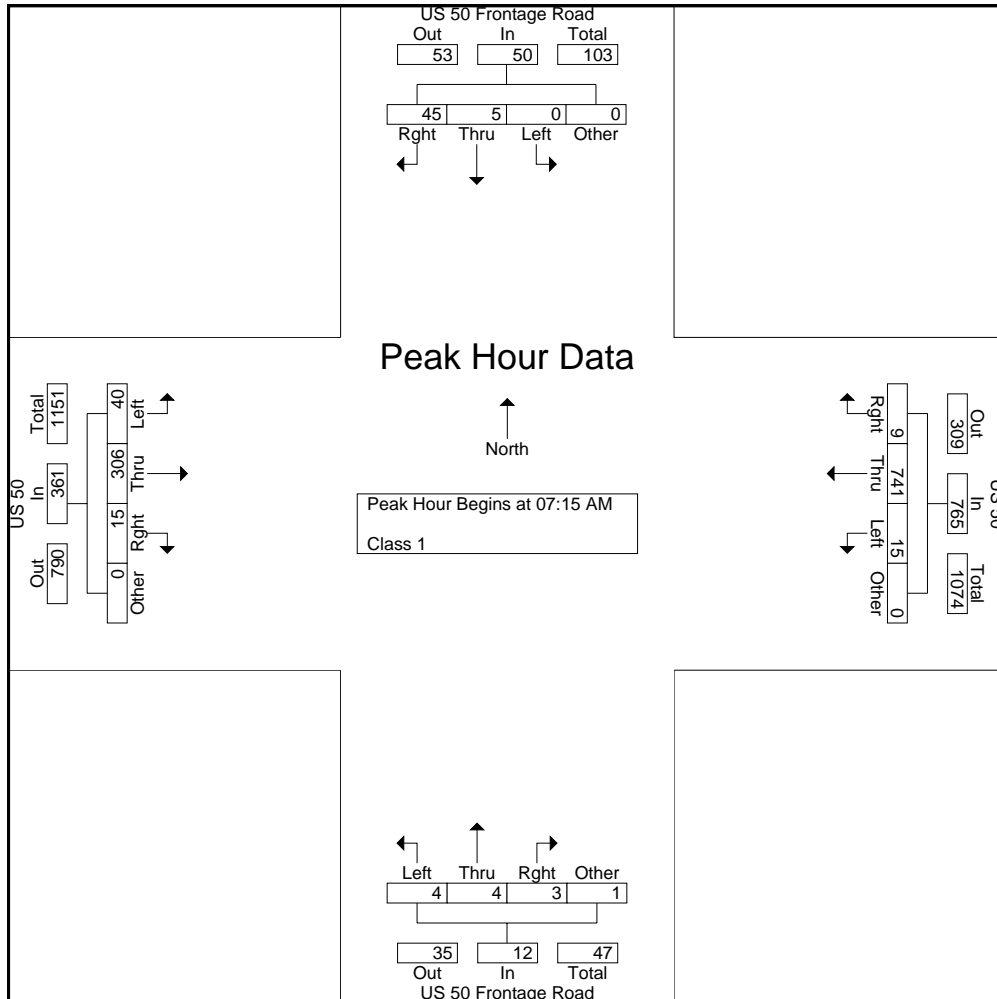 US 50 Frontage Road
Out In Total
53 50 103
45 5 0 0
Rght Thru Left Other
Peak Hour Data
North
Peak Hour Begins at 07:15 AM
Class 1
US 50
Total In Out
1151 361 790
40 306 15 0
Left Thru Rght Other
US 50
Out In Total
309 765 1074
9 741 15 0
Rght Thru Left Other
Left Thru Rght Other
4 4 3 1
35 12 47
Out In Total
US 50 Frontage Road